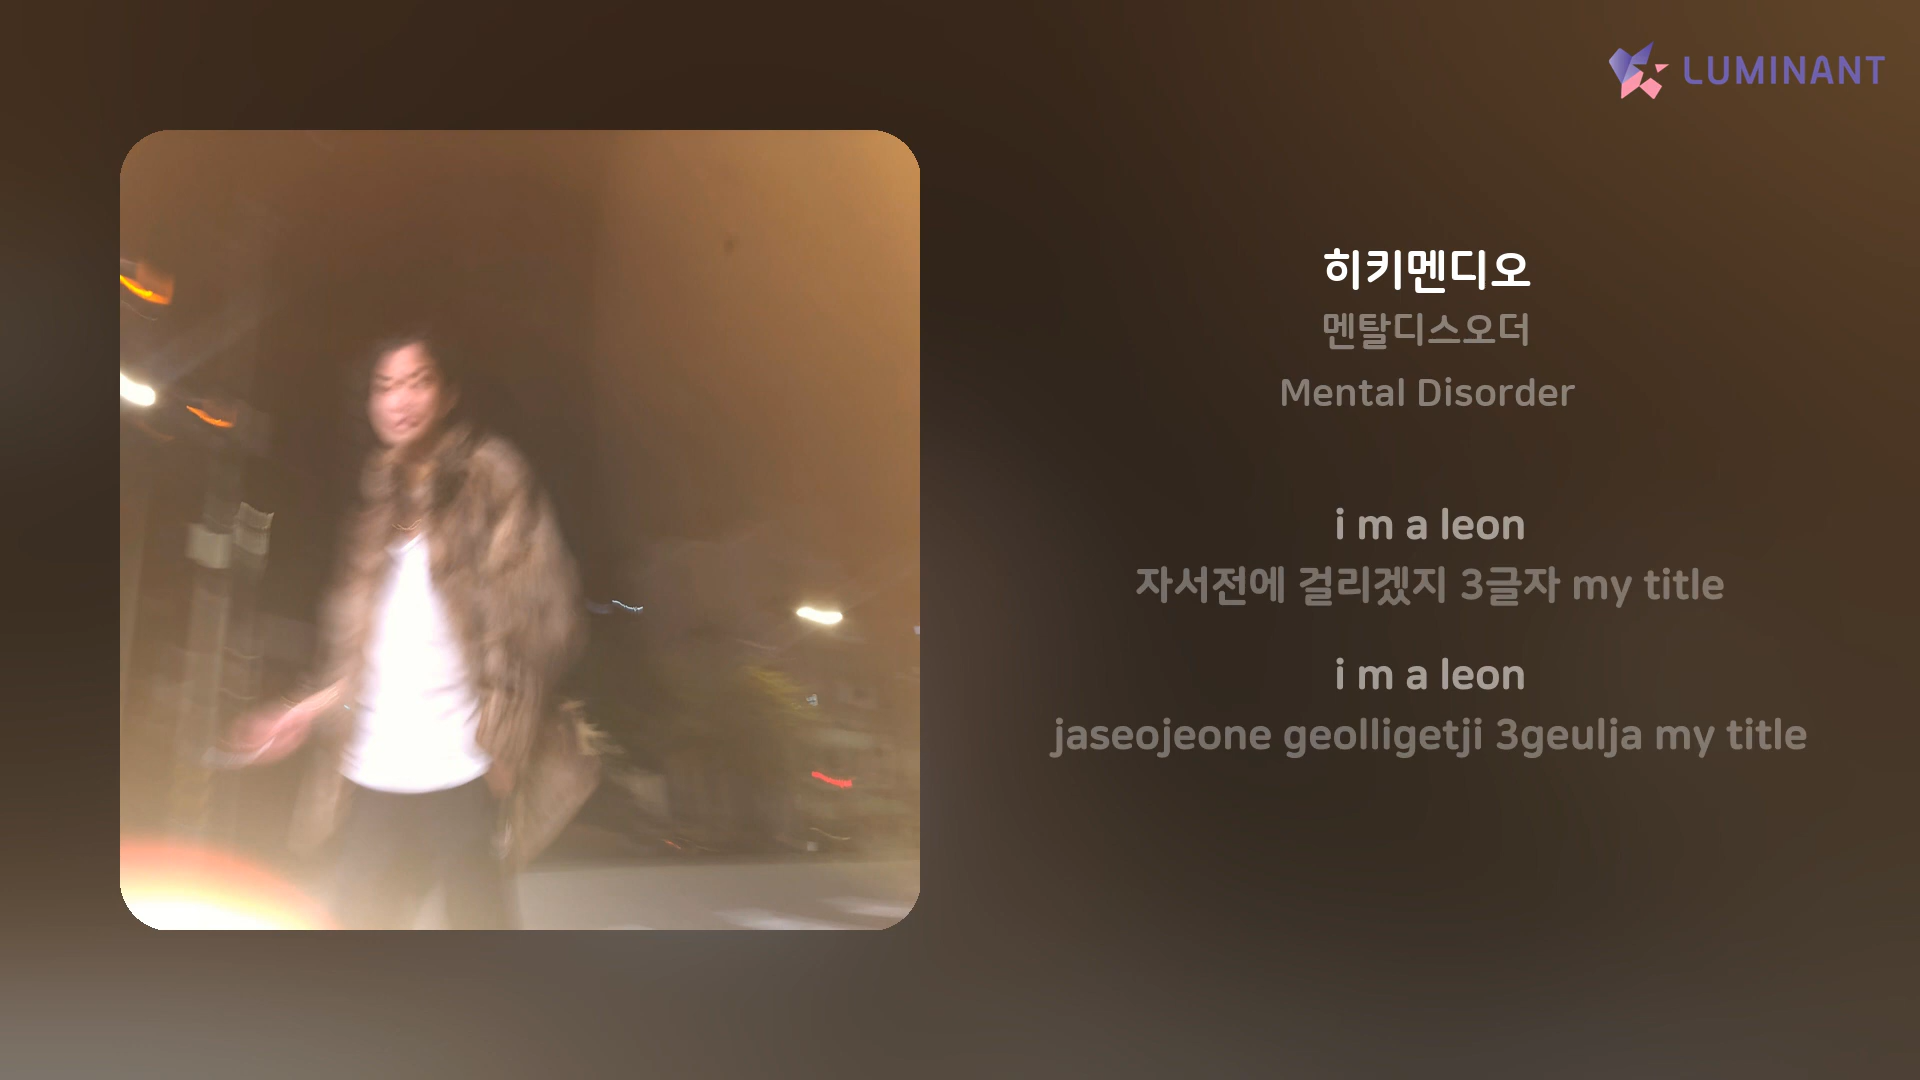 LUMINANT
히키멘디오
멘탈디스오더
Mental Disorder
i m a leon
자서전에 걸리겠지 3글자 my title
i m a leon
jaseojeone geolligetji 3geulja my title